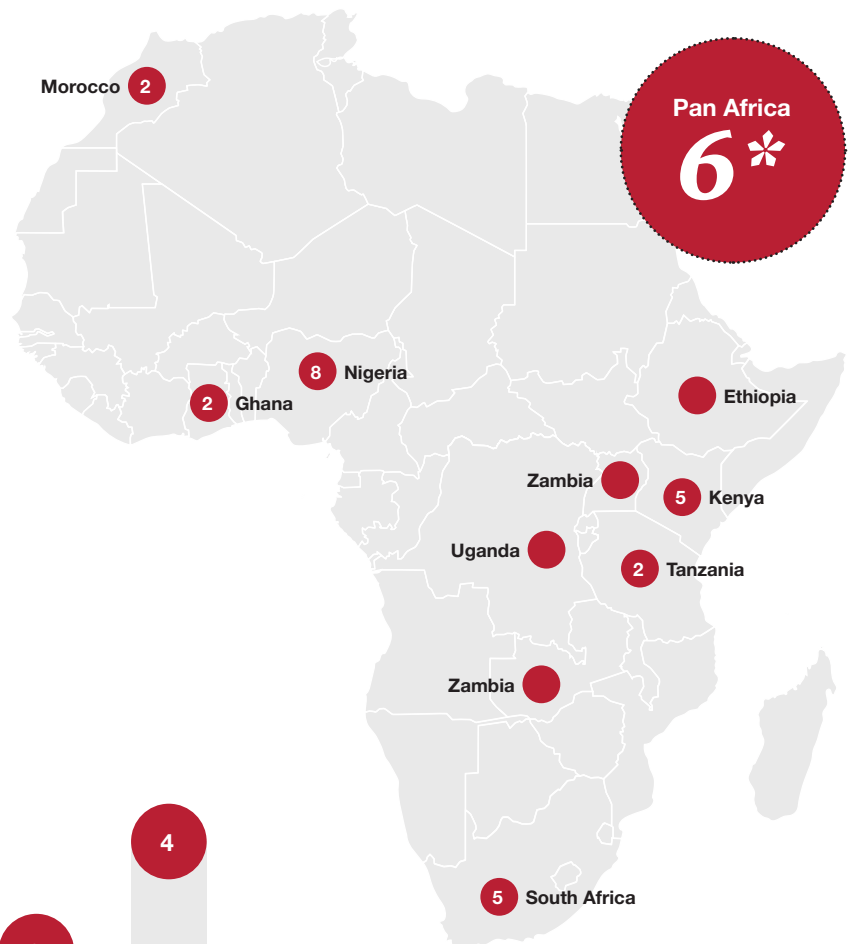 Pan Africa
6*
Morocco 2
8 Nigeria
2 Ghana
Ethiopia
Zambia
5 Kenya
Uganda
2 Tanzania
Zambia
4
5 South Africa